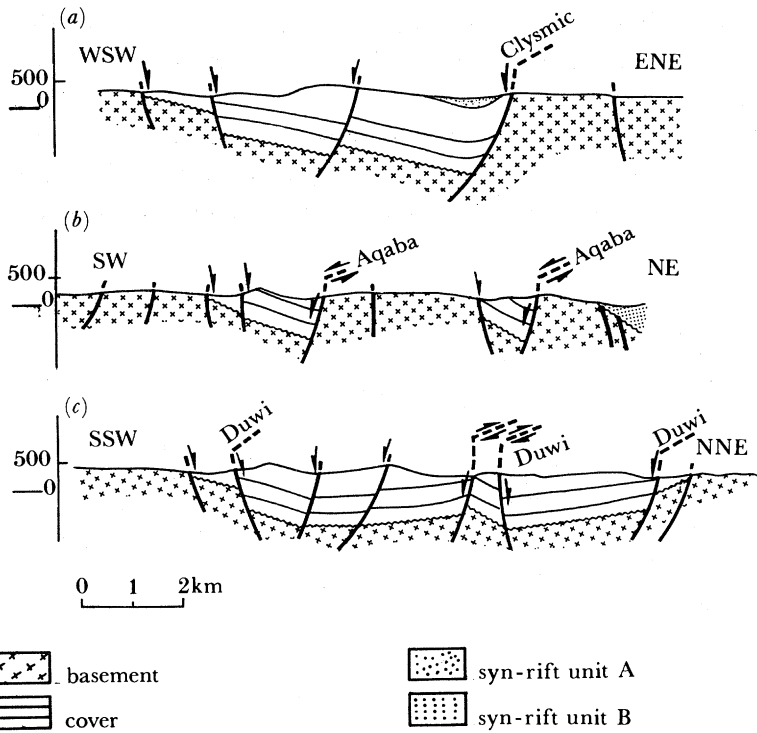 (a)
WSW
Clysmic
ENE
500
0
(b)
SW
Aqaba
Aqaba
NE
500
0
(c)
SSW
Duwi
Duwi
Duwi
NNE
500
0
0 1 2km
basement
cover
syn-rift unit A
syn-rift unit B